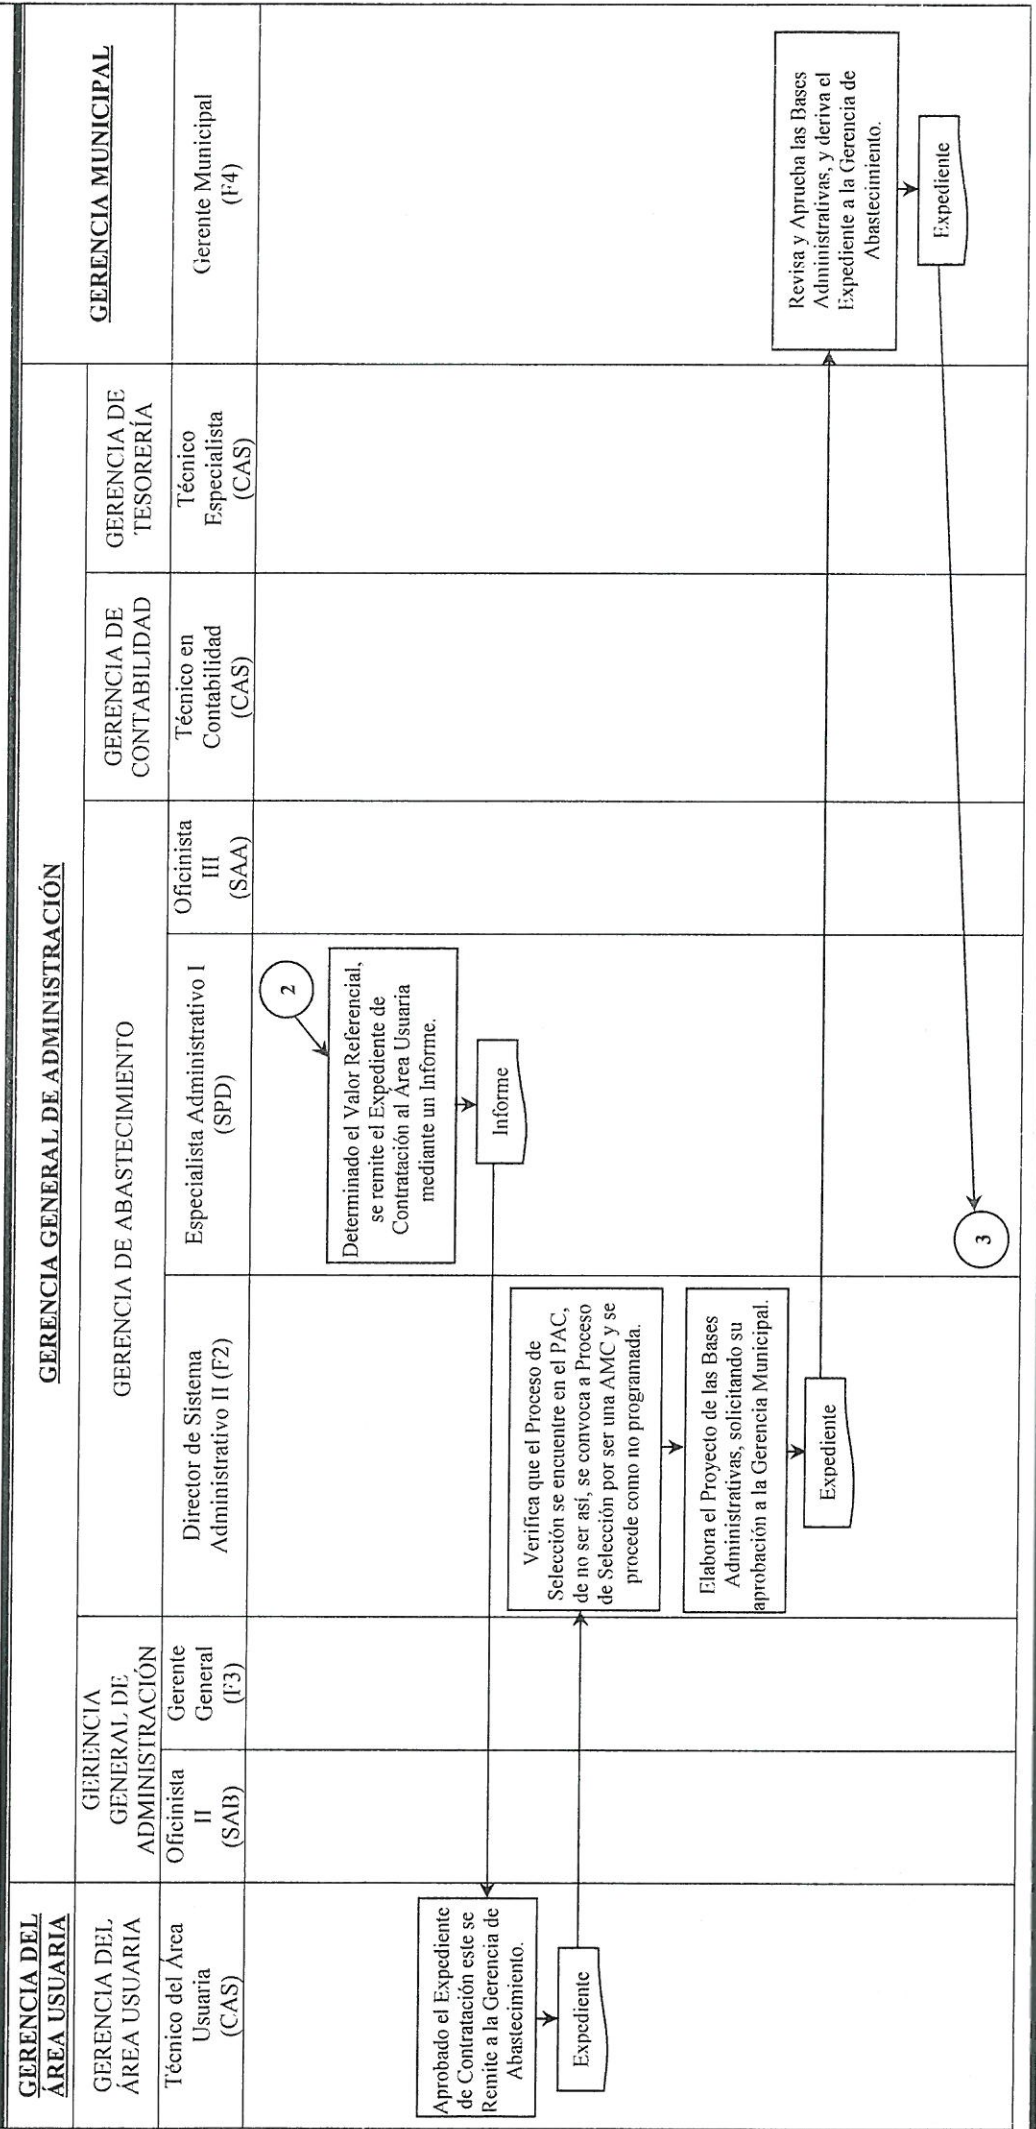 GERENCIA DEL
ÁREA USUARIA
GERENCIA GENERAL DE ADMINISTRACIÓN
GERENCIA MUNICIPAL
GERENCIA DEL
ÁREA USUARIA
GERENCIA
GENERAL DE
ADMINISTRACIÓN
GERENCIA DE ABASTECIMIENTO
GERENCIA DE
CONTABILIDAD
GERENCIA DE
TESORERÍA
Técnico del Área
Usuaria
(CAS)
Oficinista
II
(SAB)
Gerente
General
(F3)
Director de Sistema
Administrativo II (F2)
Especialista Administrativo I
(SPD)
Oficinista
III
(SAA)
Técnico en
Contabilidad
(CAS)
Técnico
Especialista
(CAS)
Gerente Municipal
(F4)
2
Determinado el Valor Referencial,
se remite el Expediente de
Contratación al Área Usuaria
mediante un Informe.
Informe
Aprobado el Expediente
de Contratación este se
Remite a la Gerencia de
Abastecimiento.
Expediente
Verifica que el Proceso de
Selección se encuentre en el PAC,
de no ser así, se convoca a Proceso
de Selección por ser una AMC y se
procede como no programada.
Elabora el Proyecto de las Bases
Administrativas, solicitando su
aprobación a la Gerencia Municipal.
Expediente
Revisa y Aprueba las Bases
Administrativas, y deriva el
Expediente a la Gerencia de
Abastecimiento.
Expediente
3